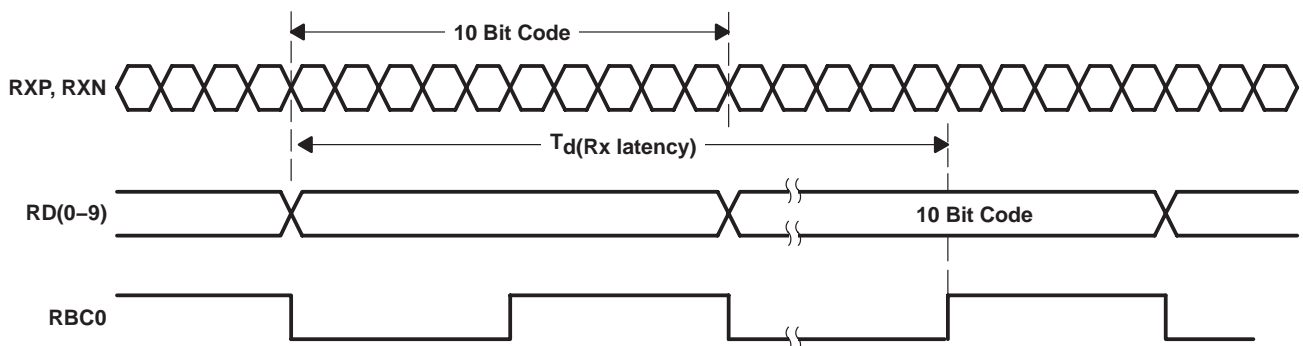 10 Bit Code
RXP, RXN
Td(Rx latency)
RD(0–9)
10 Bit Code
RBC0